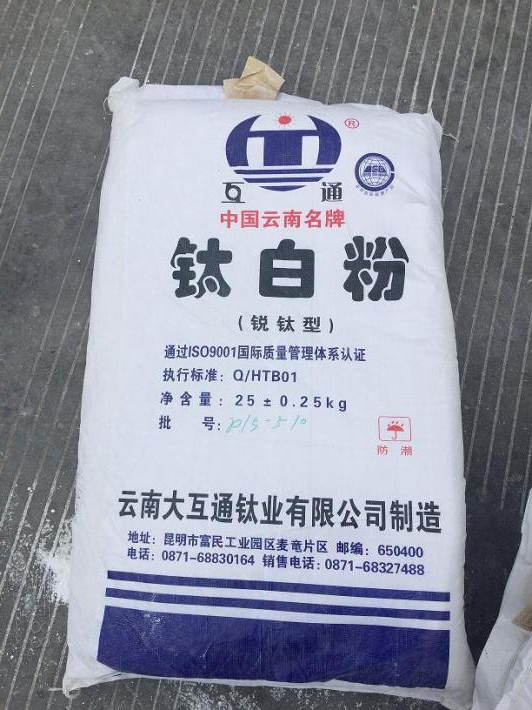 ®
互 通
中国云南名牌
钛白粉
(锐钛型)
通过ISO9001国际质量管理体系认证
执行标准: Q/HTB01
净含量: 25±0.25kg
批 号:
防 潮
云南大互通钛业有限公司制造
地址: 昆明市富民工业园区麦竜片区 邮编: 650400
电话: 0871-68830164 销售电话: 0871-68327488